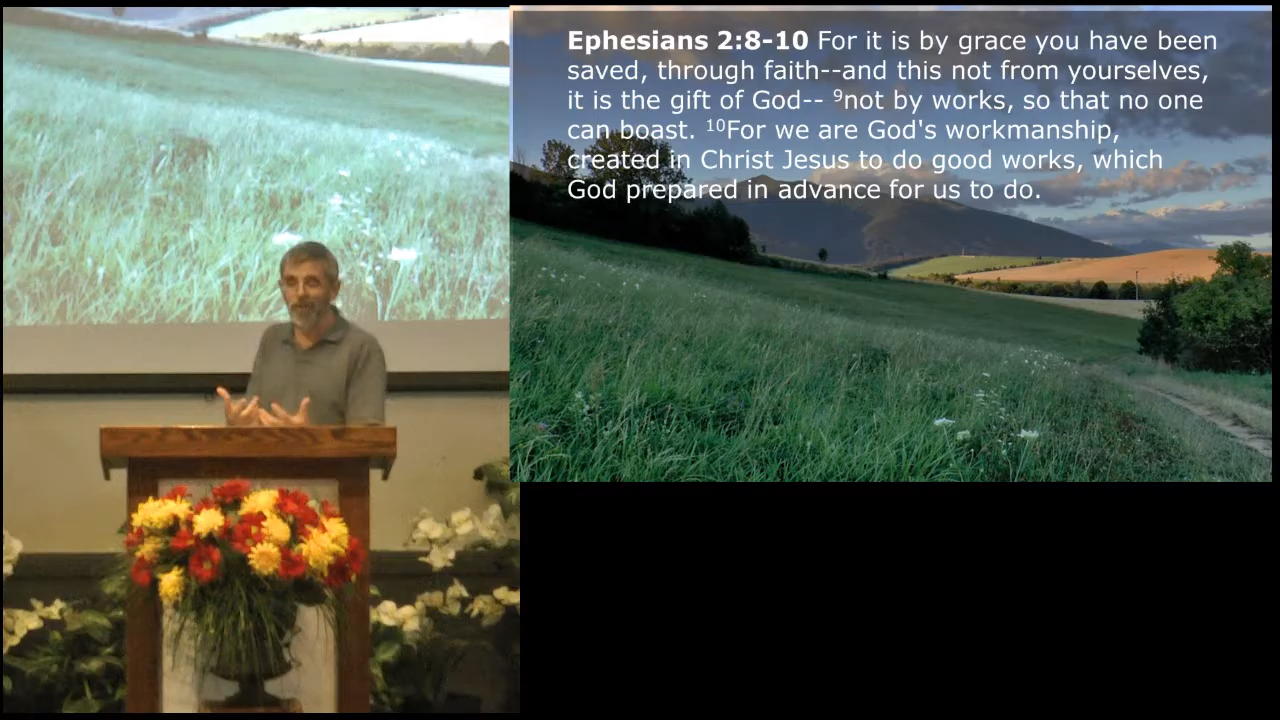 Ephesians 2:8-10 For it is by grace you have been
saved, through faith--and this not from yourselves,
it is the gift of God-- ⁹not by works, so that no one
can boast. ¹⁰For we are God's workmanship,
created in Christ Jesus to do good works, which
God prepared in advance for us to do.